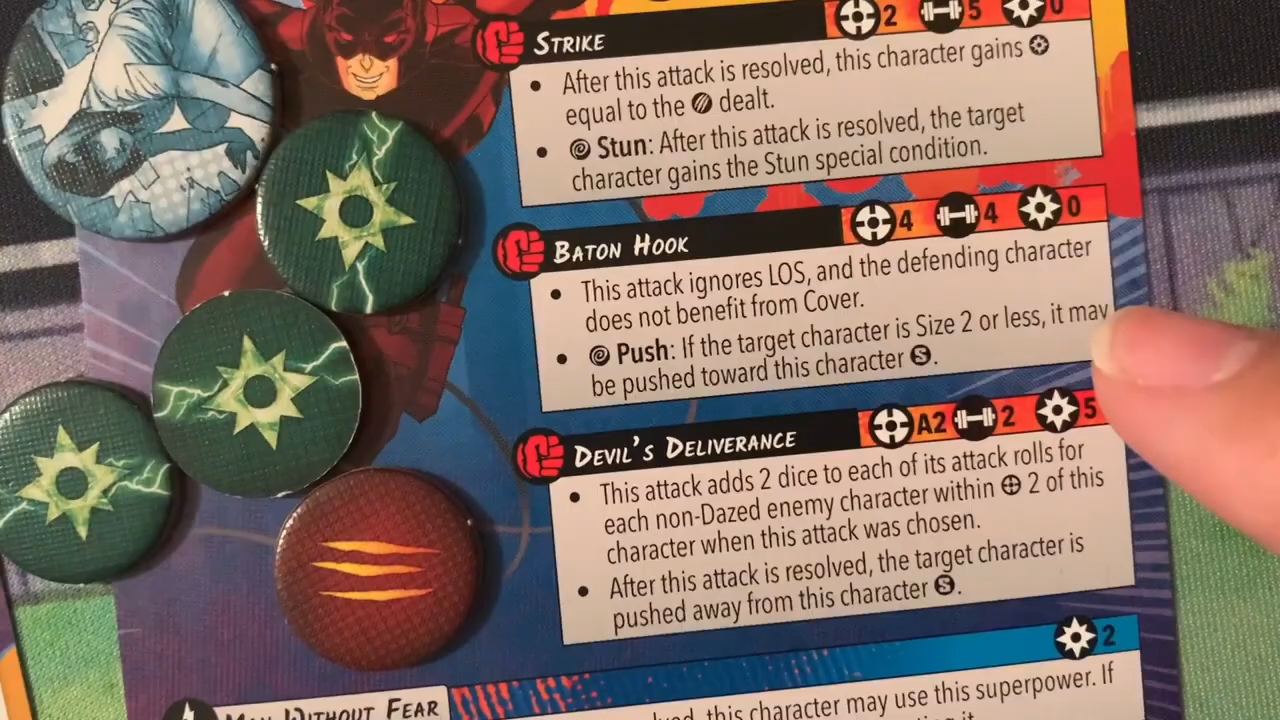 STRIKE 2 5 0
• After this attack is resolved, this character gains
equal to the dealt.
• Stun: After this attack is resolved, the target
character gains the Stun special condition.
BATON HOOK 4 4 0
• This attack ignores LOS, and the defending character
does not benefit from Cover.
• Push: If the target character is Size 2 or less, it may
be pushed toward this character S.
DEVIL'S DELIVERANCE A2 2 5
• This attack adds 2 dice to each of its attack rolls for
each non-Dazed enemy character within 2 of this
character when this attack was chosen.
• After this attack is resolved, the target character is
pushed away from this character S.
2
MAN WITHOUT FEAR
this character may use this superpower. If
it.